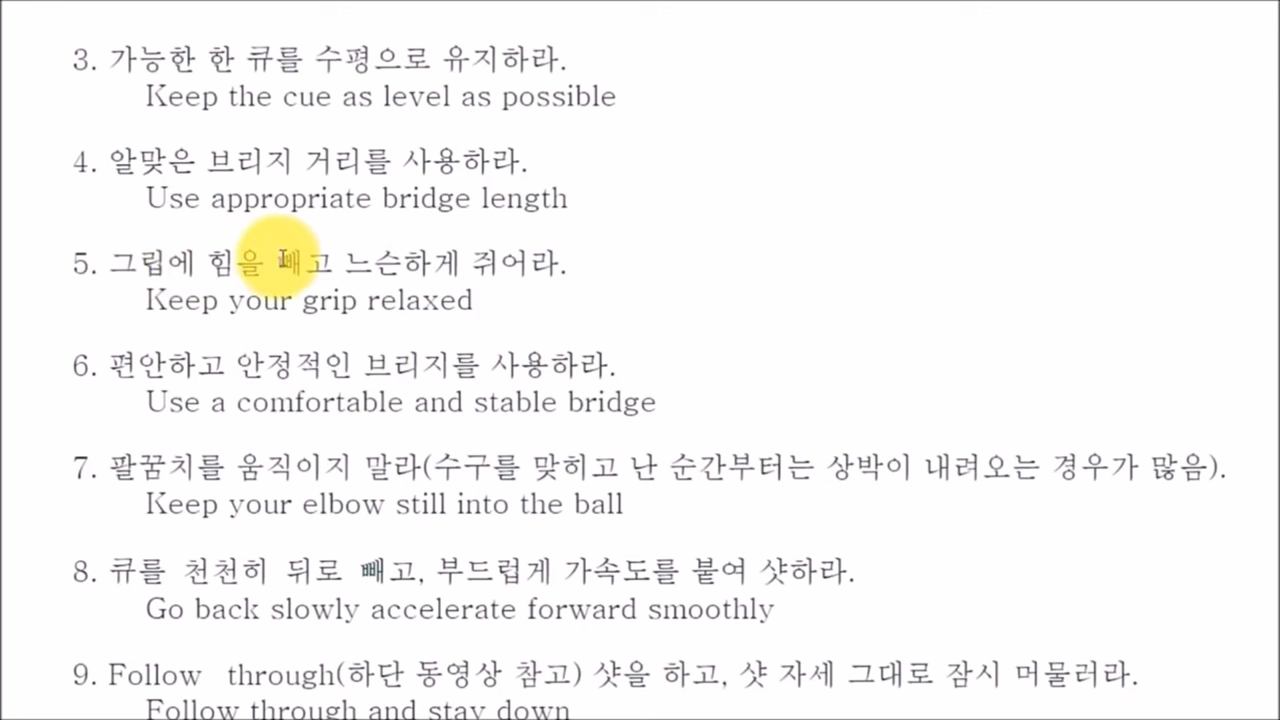 3. 가능한 한 큐를 수평으로 유지하라.
Keep the cue as level as possible
4. 알맞은 브리지 거리를 사용하라.
Use appropriate bridge length
5. 그립에 힘을 빼고 느슨하게 쥐어라.
Keep your grip relaxed
6. 편안하고 안정적인 브리지를 사용하라.
Use a comfortable and stable bridge
7. 팔꿈치를 움직이지 말라(수구를 맞히고 난 순간부터는 상박이 내려오는 경우가 많음).
Keep your elbow still into the ball
8. 큐를 천천히 뒤로 빼고, 부드럽게 가속도를 붙여 샷하라.
Go back slowly accelerate forward smoothly
9. Follow through(하단 동영상 참고) 샷을 하고, 샷 자세 그대로 잠시 머물러라.
Follow through and stay down